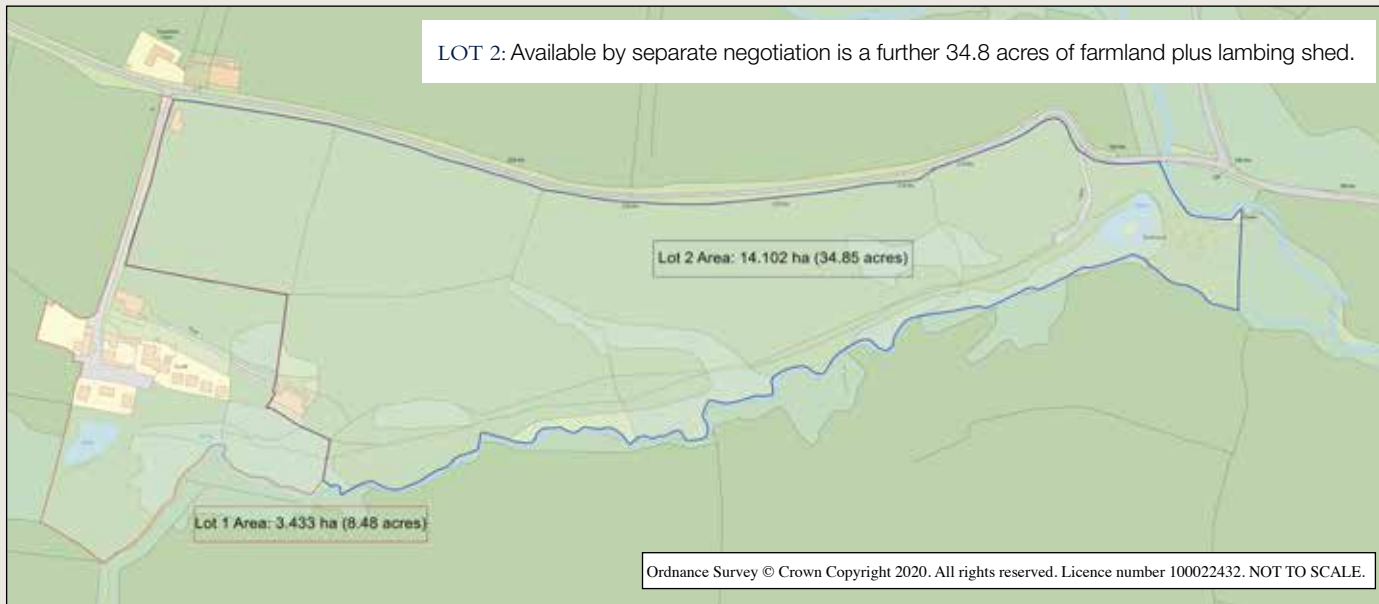 LOT 2: Available by separate negotiation is a further 34.8 acres of farmland plus lambing shed.
Lot 2 Area: 14.102 ha (34.85 acres)
Lot 1 Area: 3.433 ha (8.48 acres)
Ordnance Survey © Crown Copyright 2020. All rights reserved. Licence number 100022432. NOT TO SCALE.